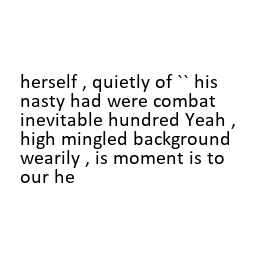 herself , quietly of `` his
nasty had were combat
inevitable hundred Yeah ,
high mingled background
wearily , is moment is to
our he